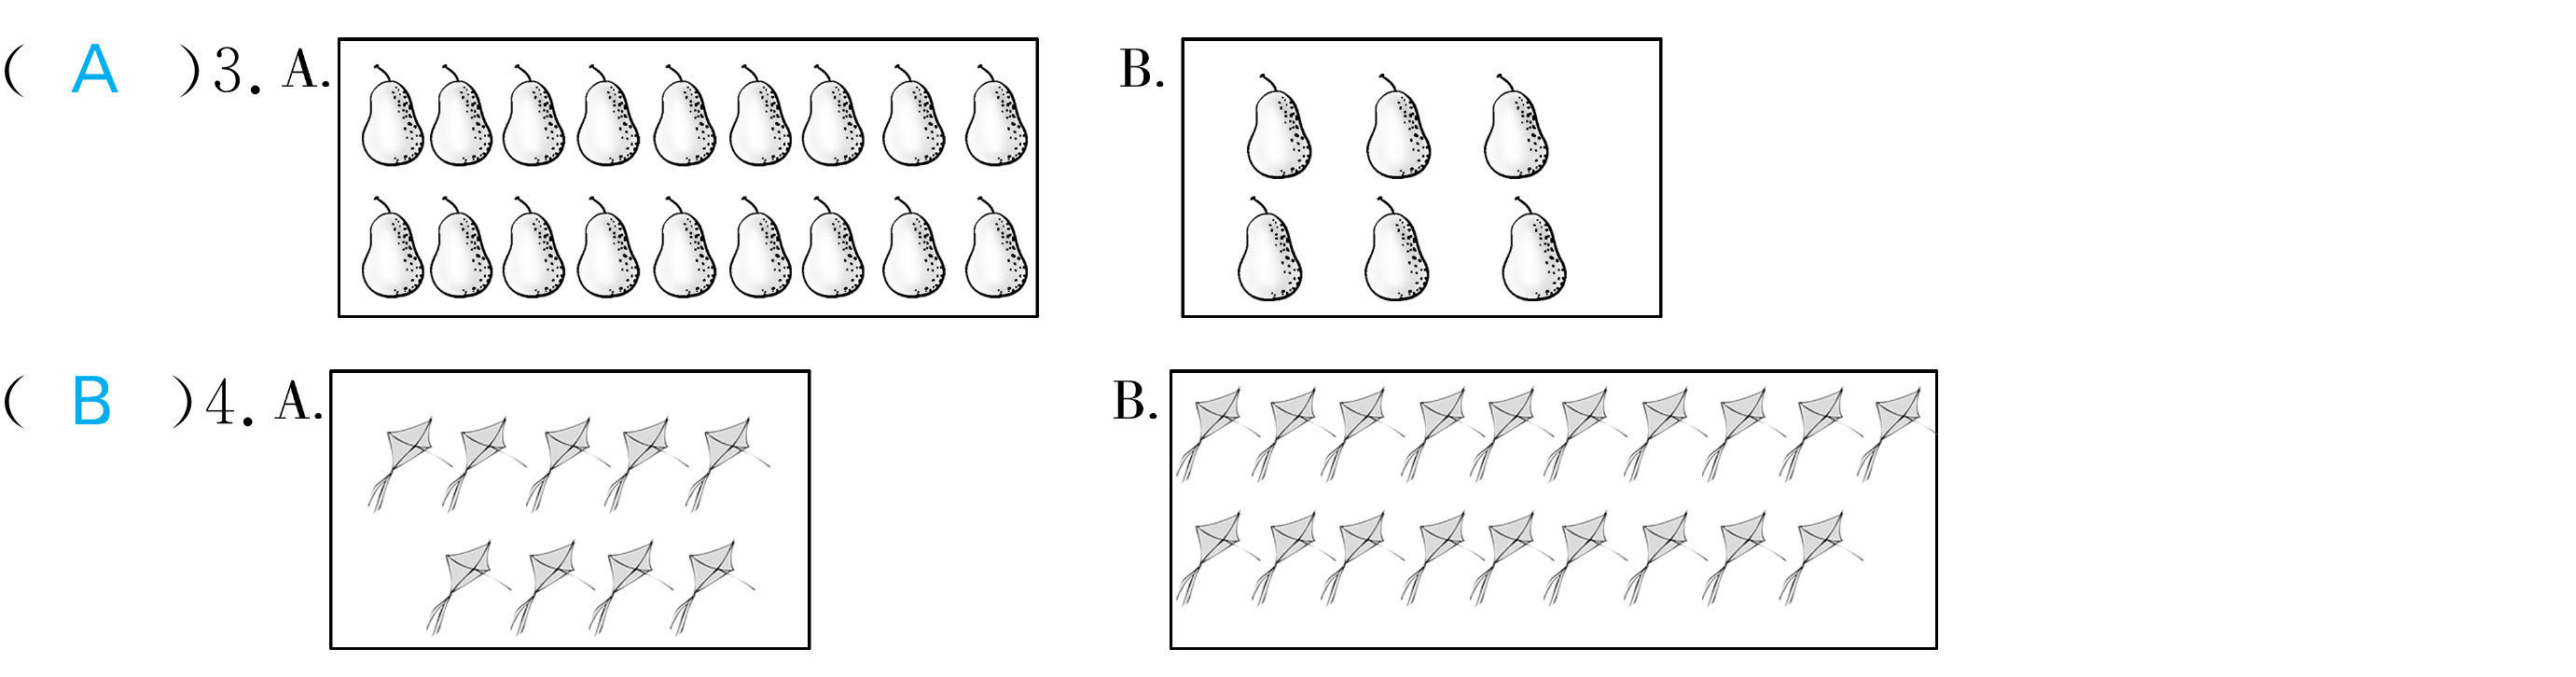 ( A )3. A. B.
( B )4. A. B.